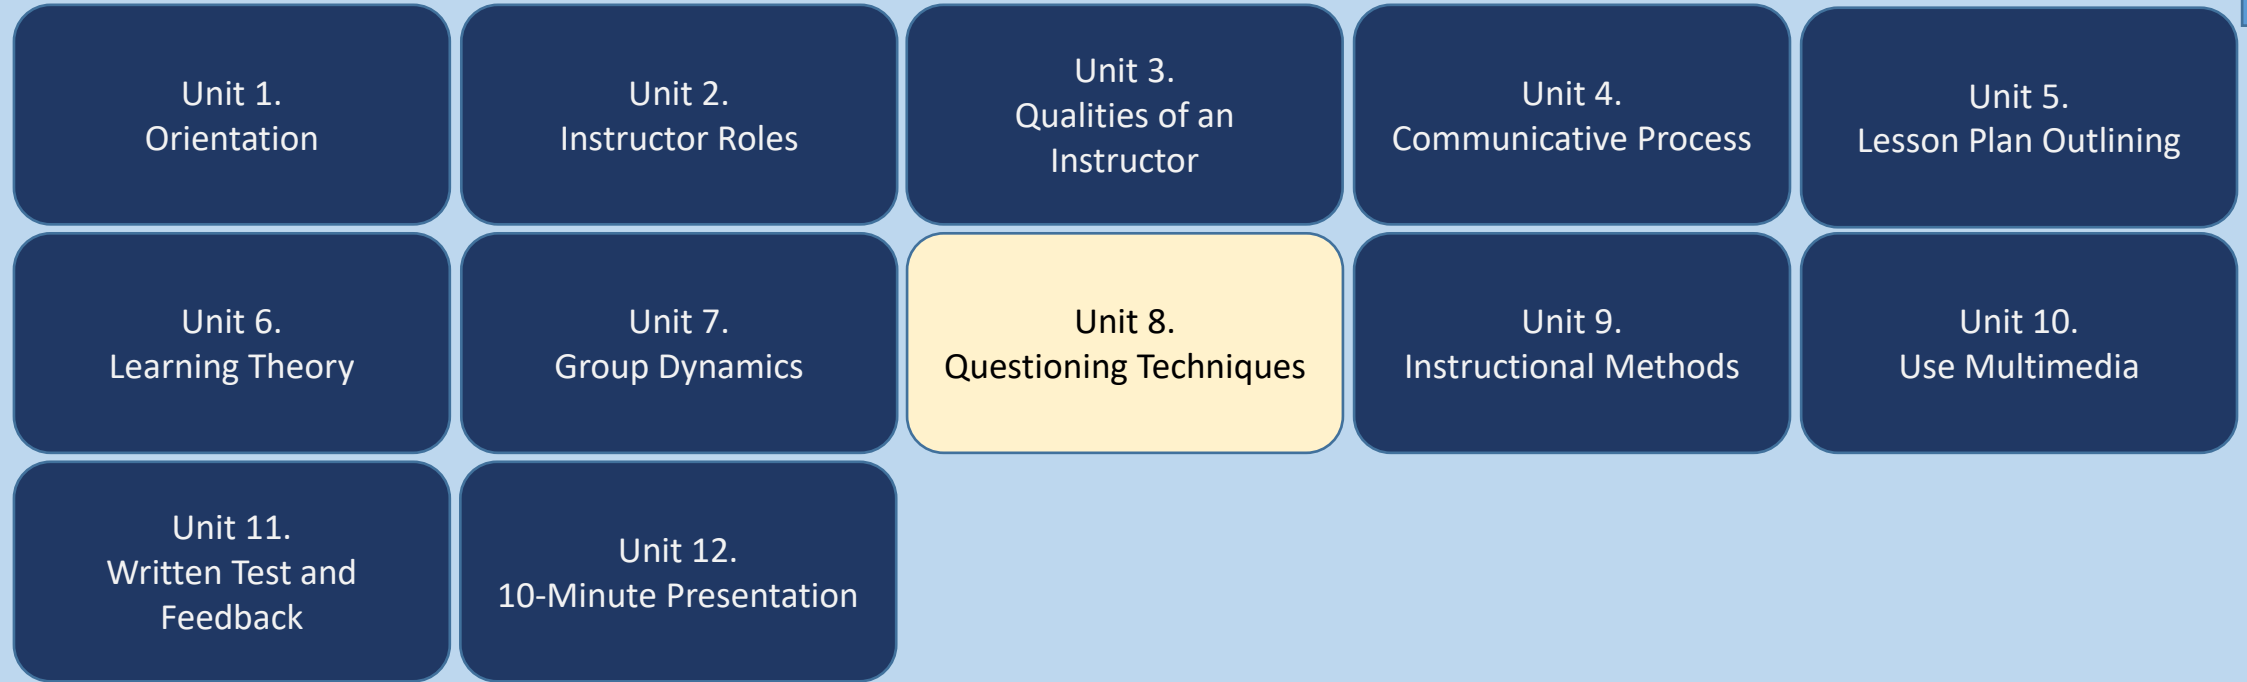 Unit 1.
Orientation
Unit 2.
Instructor Roles
Unit 3.
Qualities of an
Instructor
Unit 4.
Communicative Process
Unit 5.
Lesson Plan Outlining
Unit 6.
Learning Theory
Unit 7.
Group Dynamics
Unit 8.
Questioning Techniques
Unit 9.
Instructional Methods
Unit 10.
Use Multimedia
Unit 11.
Written Test and
Feedback
Unit 12.
10-Minute Presentation